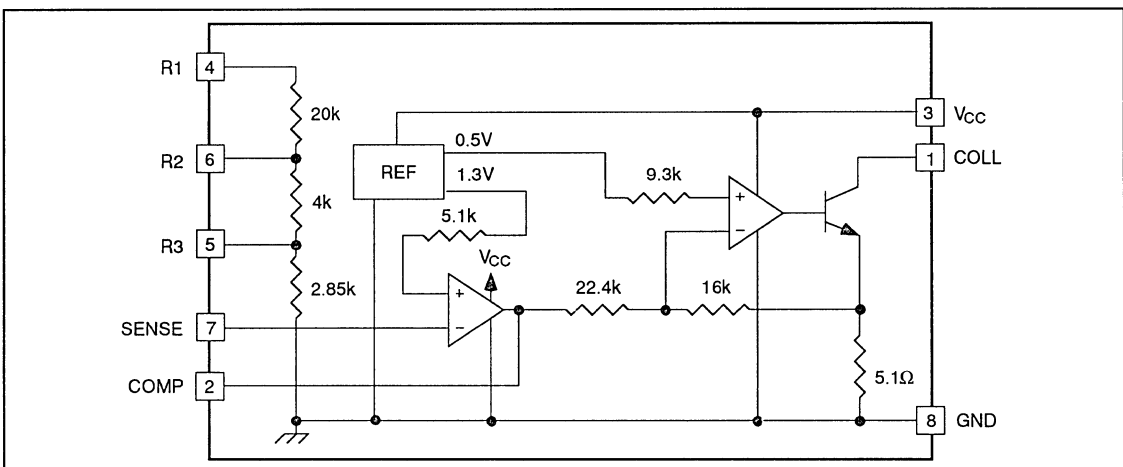 R1 4
20k
3 VCC
0.5V
R2 6
REF
1.3V
9.3k
1 COLL
4k
+
−
5.1k
R3 5
VCC
2.85k
+
−
22.4k
16k
SENSE 7
COMP 2
5.1Ω
8 GND